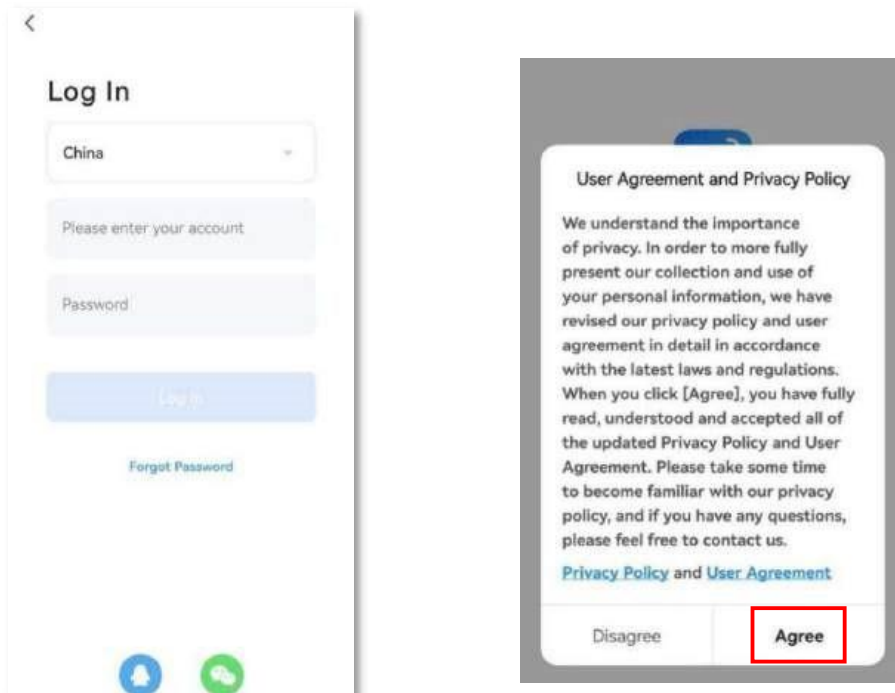 Log In
China
Please enter your account
Password
Log In
Forgot Password
User Agreement and Privacy Policy
We understand the importance
of privacy. In order to more fully
present our collection and use of
your personal information, we have
revised our privacy policy and user
agreement in detail in accordance
with the latest laws and regulations.
When you click [Agree], you have fully
read, understood and accepted all of
the updated Privacy Policy and User
Agreement. Please take some time
to become familiar with our privacy
policy, and if you have any questions,
please feel free to contact us.
Privacy Policy and User Agreement
Disagree
Agree